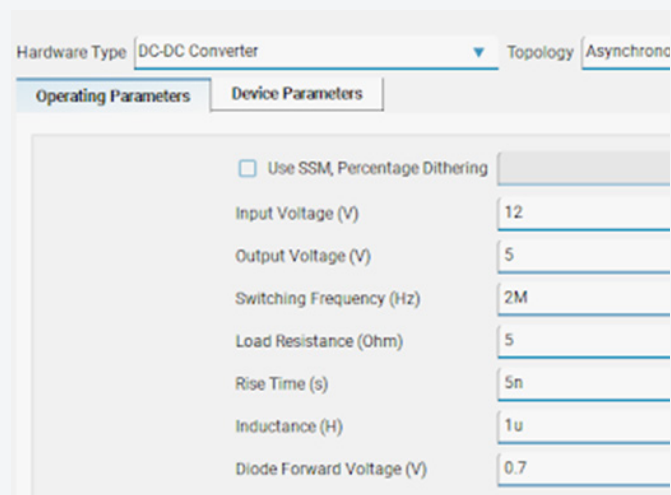 Hardware Type DC-DC Converter Topology Asynchrono
Operating Parameters Device Parameters
Use SSM, Percentage Dithering
Input Voltage (V) 12
Output Voltage (V) 5
Switching Frequency (Hz) 2M
Load Resistance (Ohm) 5
Rise Time (s) 5n
Inductance (H) 1u
Diode Forward Voltage (V) 0.7